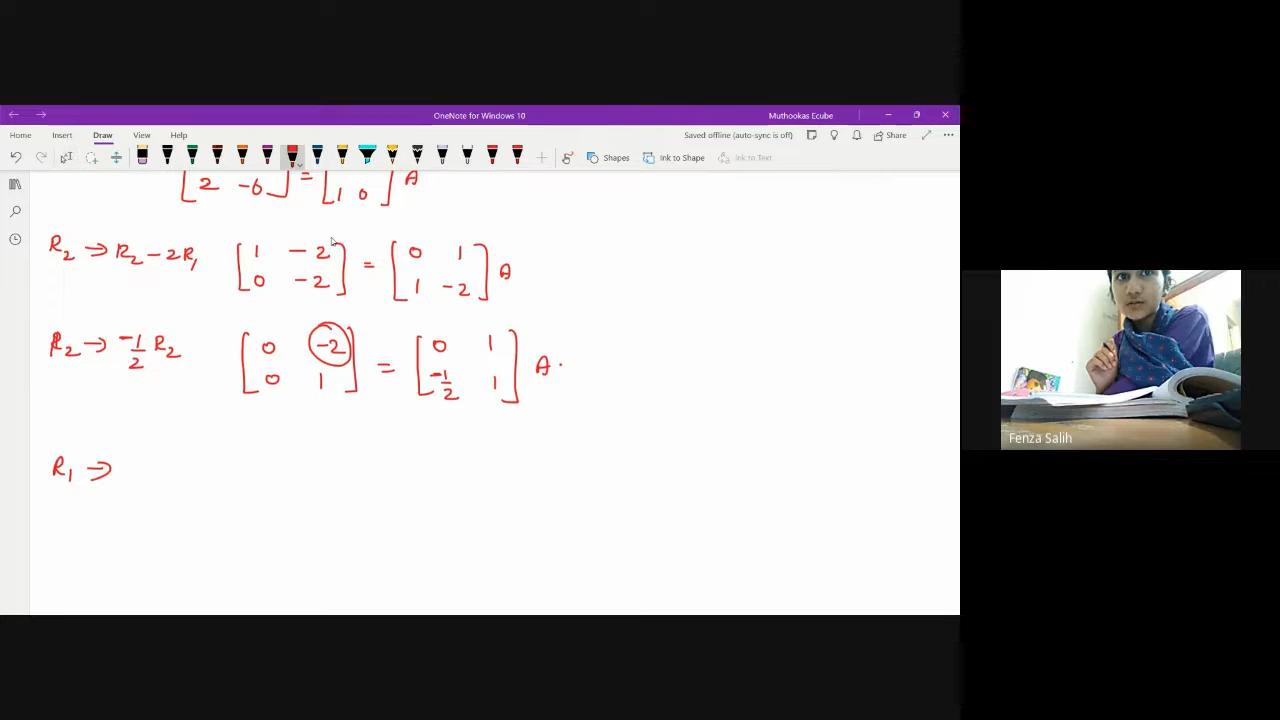 OneNote for Windows 10
Muthookas Ecube
Home Insert Draw View Help
Saved offline (auto-sync is off)
Share
Shapes
Ink to Shape
Ink to Text
[2 -6] = [1 0] A
R₂ → R₂ - 2R₁
[1 -2
0 -2] = [0 1
1 -2] A
R₂ → -1/2 R₂
[0 -2
0 1] = [0 1
-1/2 1] A.
R₁ →
Fenza Salih